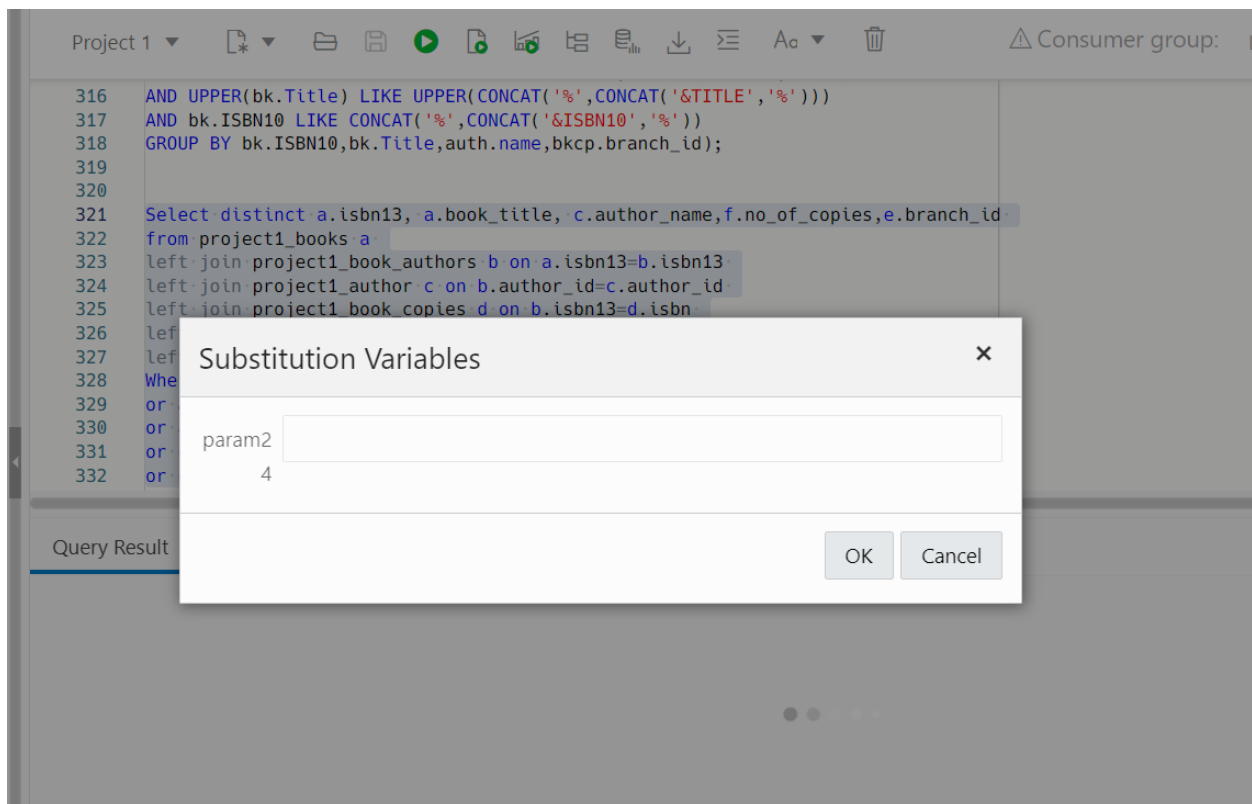 Project 1
Aa
Consumer group:
316 AND UPPER(bk.Title) LIKE UPPER(CONCAT('%',CONCAT('&TITLE','%')))
317 AND bk.ISBN10 LIKE CONCAT('%',CONCAT('&ISBN10','%'))
318 GROUP BY bk.ISBN10,bk.Title,auth.name,bkcp.branch_id);
319
320
321 Select distinct a.isbn13, a.book_title, c.author_name,f.no_of_copies,e.branch_id
322 from project1_books a
323 left join project1_book_authors b on a.isbn13=b.isbn13
324 left join project1_author c on b.author_id=c.author_id
325 left join project1_book_copies d on b.isbn13=d.isbn
326 lef
327 lef
328 Whe
329 or
330 or
331 or
332 or
Substitution Variables
param2
4
OK Cancel
Query Result